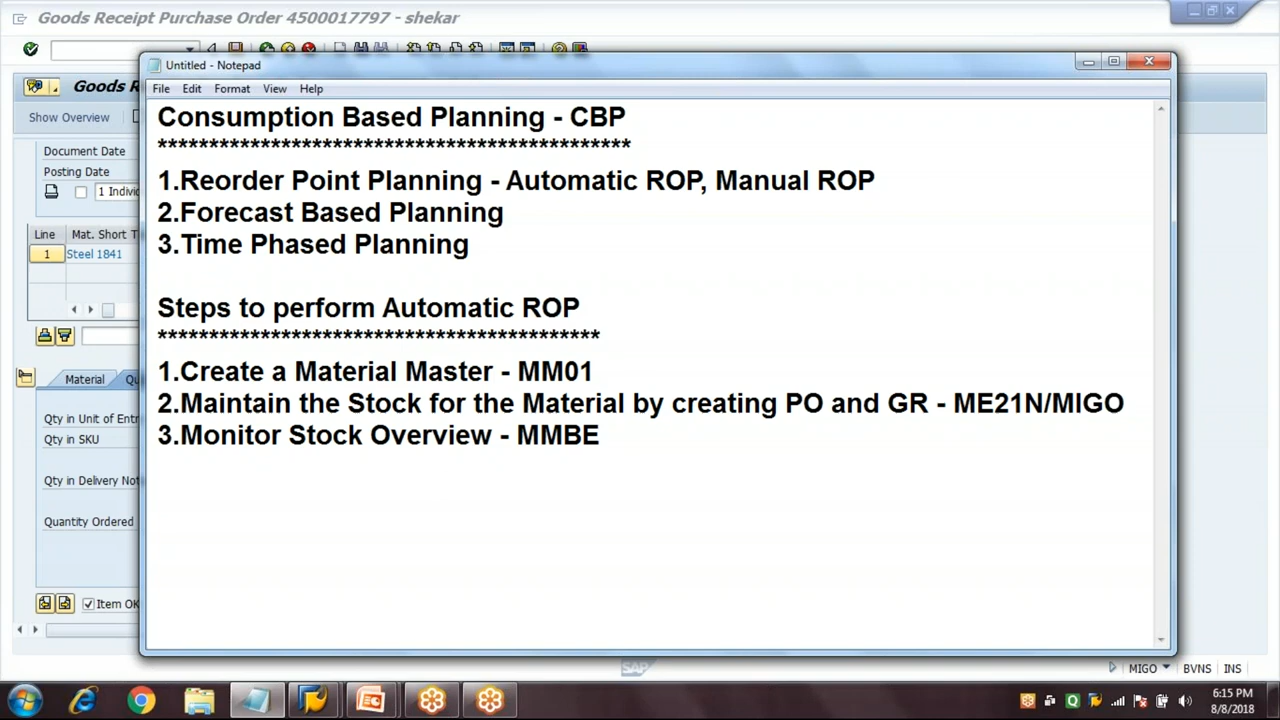 Goods Receipt Purchase Order 4500017797 - shekar
Untitled - Notepad
Goods R
File Edit Format View Help
Show Overview
Consumption Based Planning - CBP
***********************************************
Document Date
Posting Date
1 Indivi
1.Reorder Point Planning - Automatic ROP, Manual ROP
2.Forecast Based Planning
Line Mat. Short T
3.Time Phased Planning
1 Steel 1841
Steps to perform Automatic ROP
********************************************
1.Create a Material Master - MM01
Material Qu
2.Maintain the Stock for the Material by creating PO and GR - ME21N/MIGO
Qty in Unit of Entr
3.Monitor Stock Overview - MMBE
Qty in SKU
Qty in Delivery Not
Quantity Ordered
Item OK
SAP
MIGO BVNS INS
6:15 PM
8/8/2018